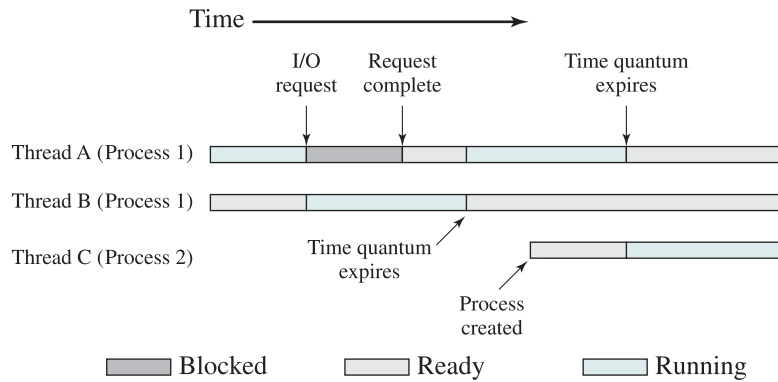 Time
I/O
request
Request
complete
Time quantum
expires
Thread A (Process 1)
Thread B (Process 1)
Thread C (Process 2)
Time quantum
expires
Process
created
Blocked
Ready
Running